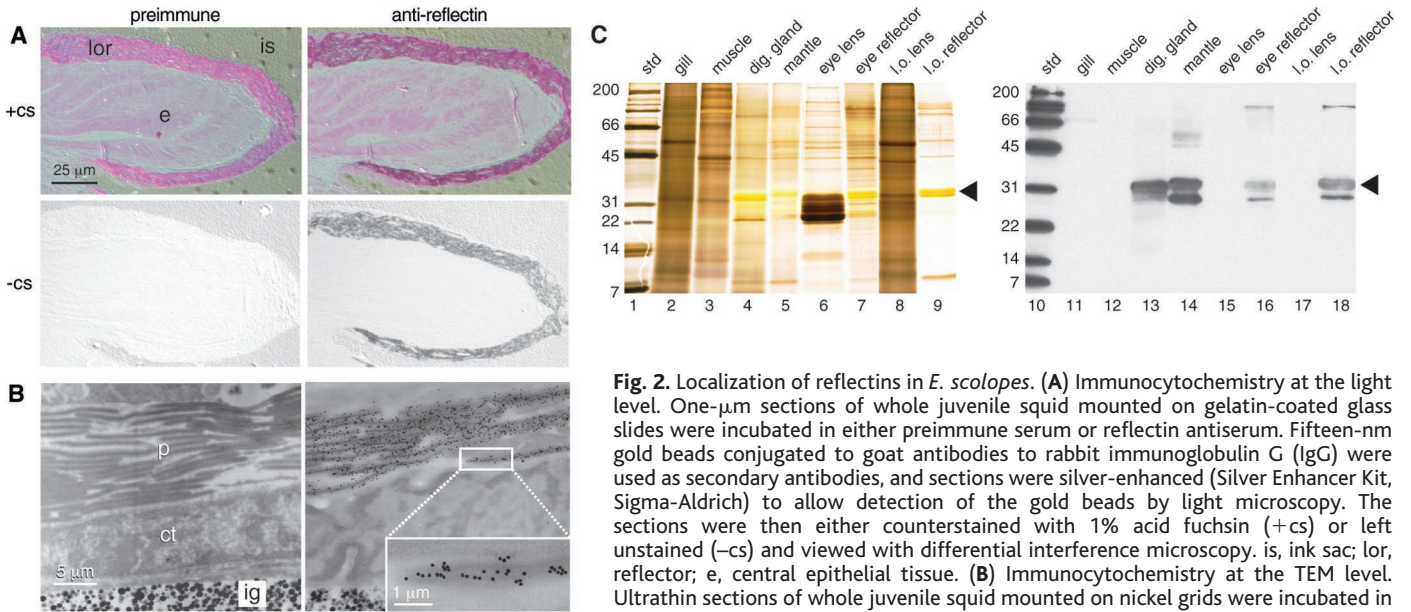 preimmune
anti-reflectin
A
lor
is
e
25 μm
+cs
-cs
B
p
ct
5 μm
ig
1 μm
C
std
gill
muscle
dig. gland
mantle
eye lens
eye reflector
l.o. lens
l.o. reflector
200
66
45
31
22
14
7
1 2 3 4 5 6 7 8 9
std
gill
muscle
dig. gland
mantle
eye lens
eye reflector
l.o. lens
l.o. reflector
200
66
45
31
22
14
7
10 11 12 13 14 15 16 17 18
Fig. 2. Localization of reflectins in E. scolopes. (A) Immunocytochemistry at the light
level. One-μm sections of whole juvenile squid mounted on gelatin-coated glass
slides were incubated in either preimmune serum or reflectin antiserum. Fifteen-nm
gold beads conjugated to goat antibodies to rabbit immunoglobulin G (IgG) were
used as secondary antibodies, and sections were silver-enhanced (Silver Enhancer Kit,
Sigma-Aldrich) to allow detection of the gold beads by light microscopy. The
sections were then either counterstained with 1% acid fuchsin (+cs) or left
unstained (–cs) and viewed with differential interference microscopy. is, ink sac; lor,
reflector; e, central epithelial tissue. (B) Immunocytochemistry at the TEM level.
Ultrathin sections of whole juvenile squid mounted on nickel grids were incubated in